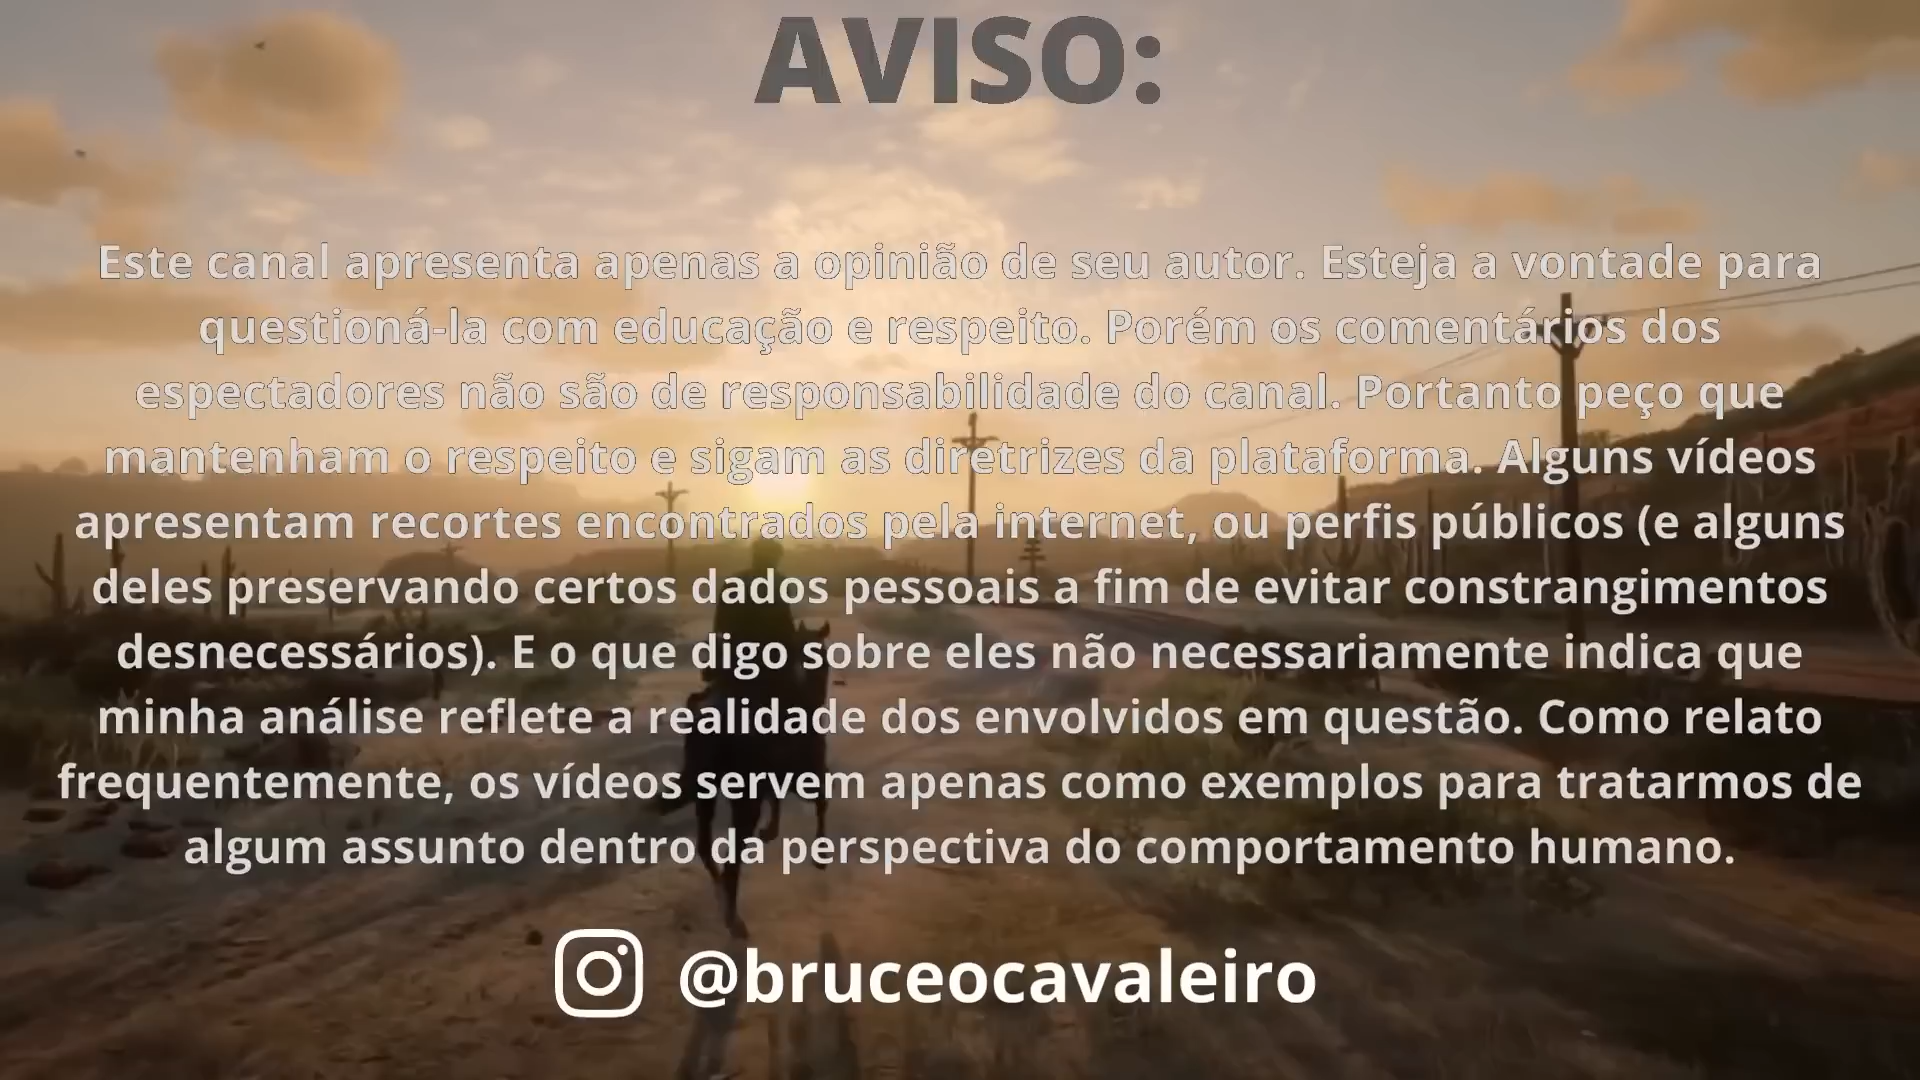 AVISO:
Este canal apresenta apenas a opinião de seu autor. Esteja a vontade para
questioná-la com educação e respeito. Porém os comentários dos
espectadores não são de responsabilidade do canal. Portanto peço que
mantenham o respeito e sigam as diretrizes da plataforma. Alguns vídeos
apresentam recortes encontrados pela internet, ou perfis públicos (e alguns
deles preservando certos dados pessoais a fim de evitar constrangimentos
desnecessários). E o que digo sobre eles não necessariamente indica que
minha análise reflete a realidade dos envolvidos em questão. Como relato
frequentemente, os vídeos servem apenas como exemplos para tratarmos de
algum assunto dentro da perspectiva do comportamento humano.
@bruceocavaleiro